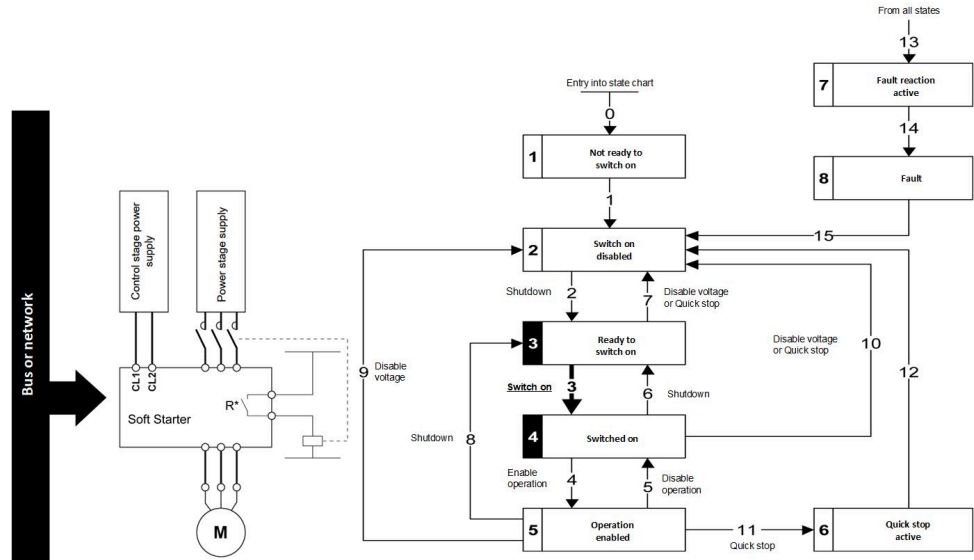 Bus or network
Control stage power
supply
Power stage supply
CL1
CL2
R*
Soft Starter
M
From all states
13
7
Fault reaction
active
14
8
Fault
15
Entry into state chart
0
1
Not ready to
switch on
1
2
Switch on
disabled
Shutdown
2
7
Disable voltage
or Quick stop
3
Ready to
switch on
Switch on
3
6
Shutdown
4
Switched on
Enable
operation
4
5
Disable
operation
5
Operation
enabled
9
Disable
voltage
Shutdown
8
Disable voltage
or Quick stop
10
12
11
Quick stop
6
Quick stop
active